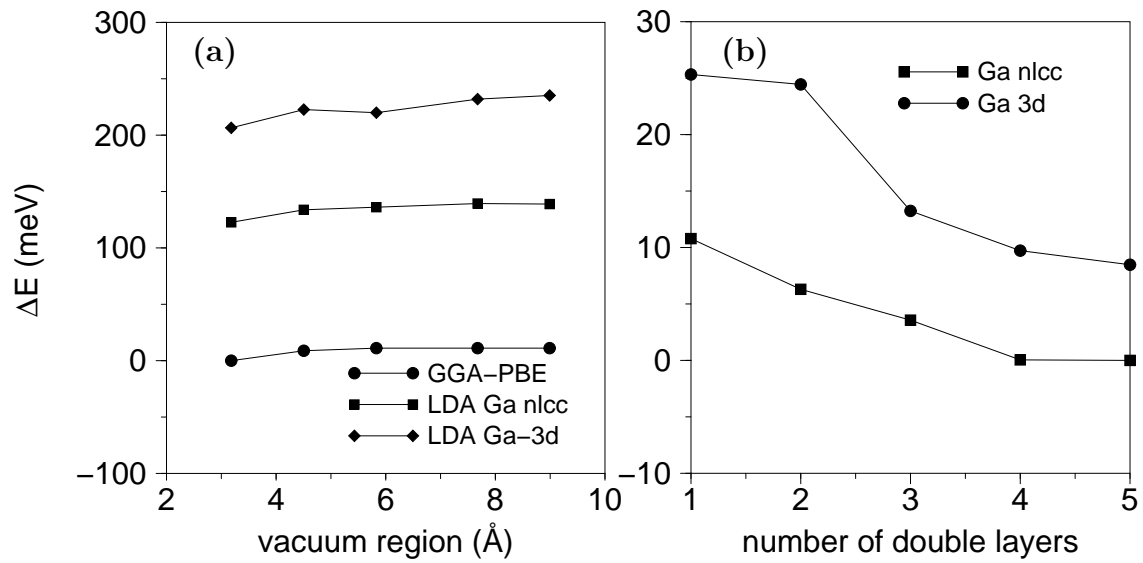 (a)
300
200
100
0
−100
ΔE (meV)
GGA−PBE
LDA Ga nlcc
LDA Ga−3d
2 4 6 8 10
vacuum region (Å)
(b)
30
20
10
0
−10
Ga nlcc
Ga 3d
1 2 3 4 5
number of double layers